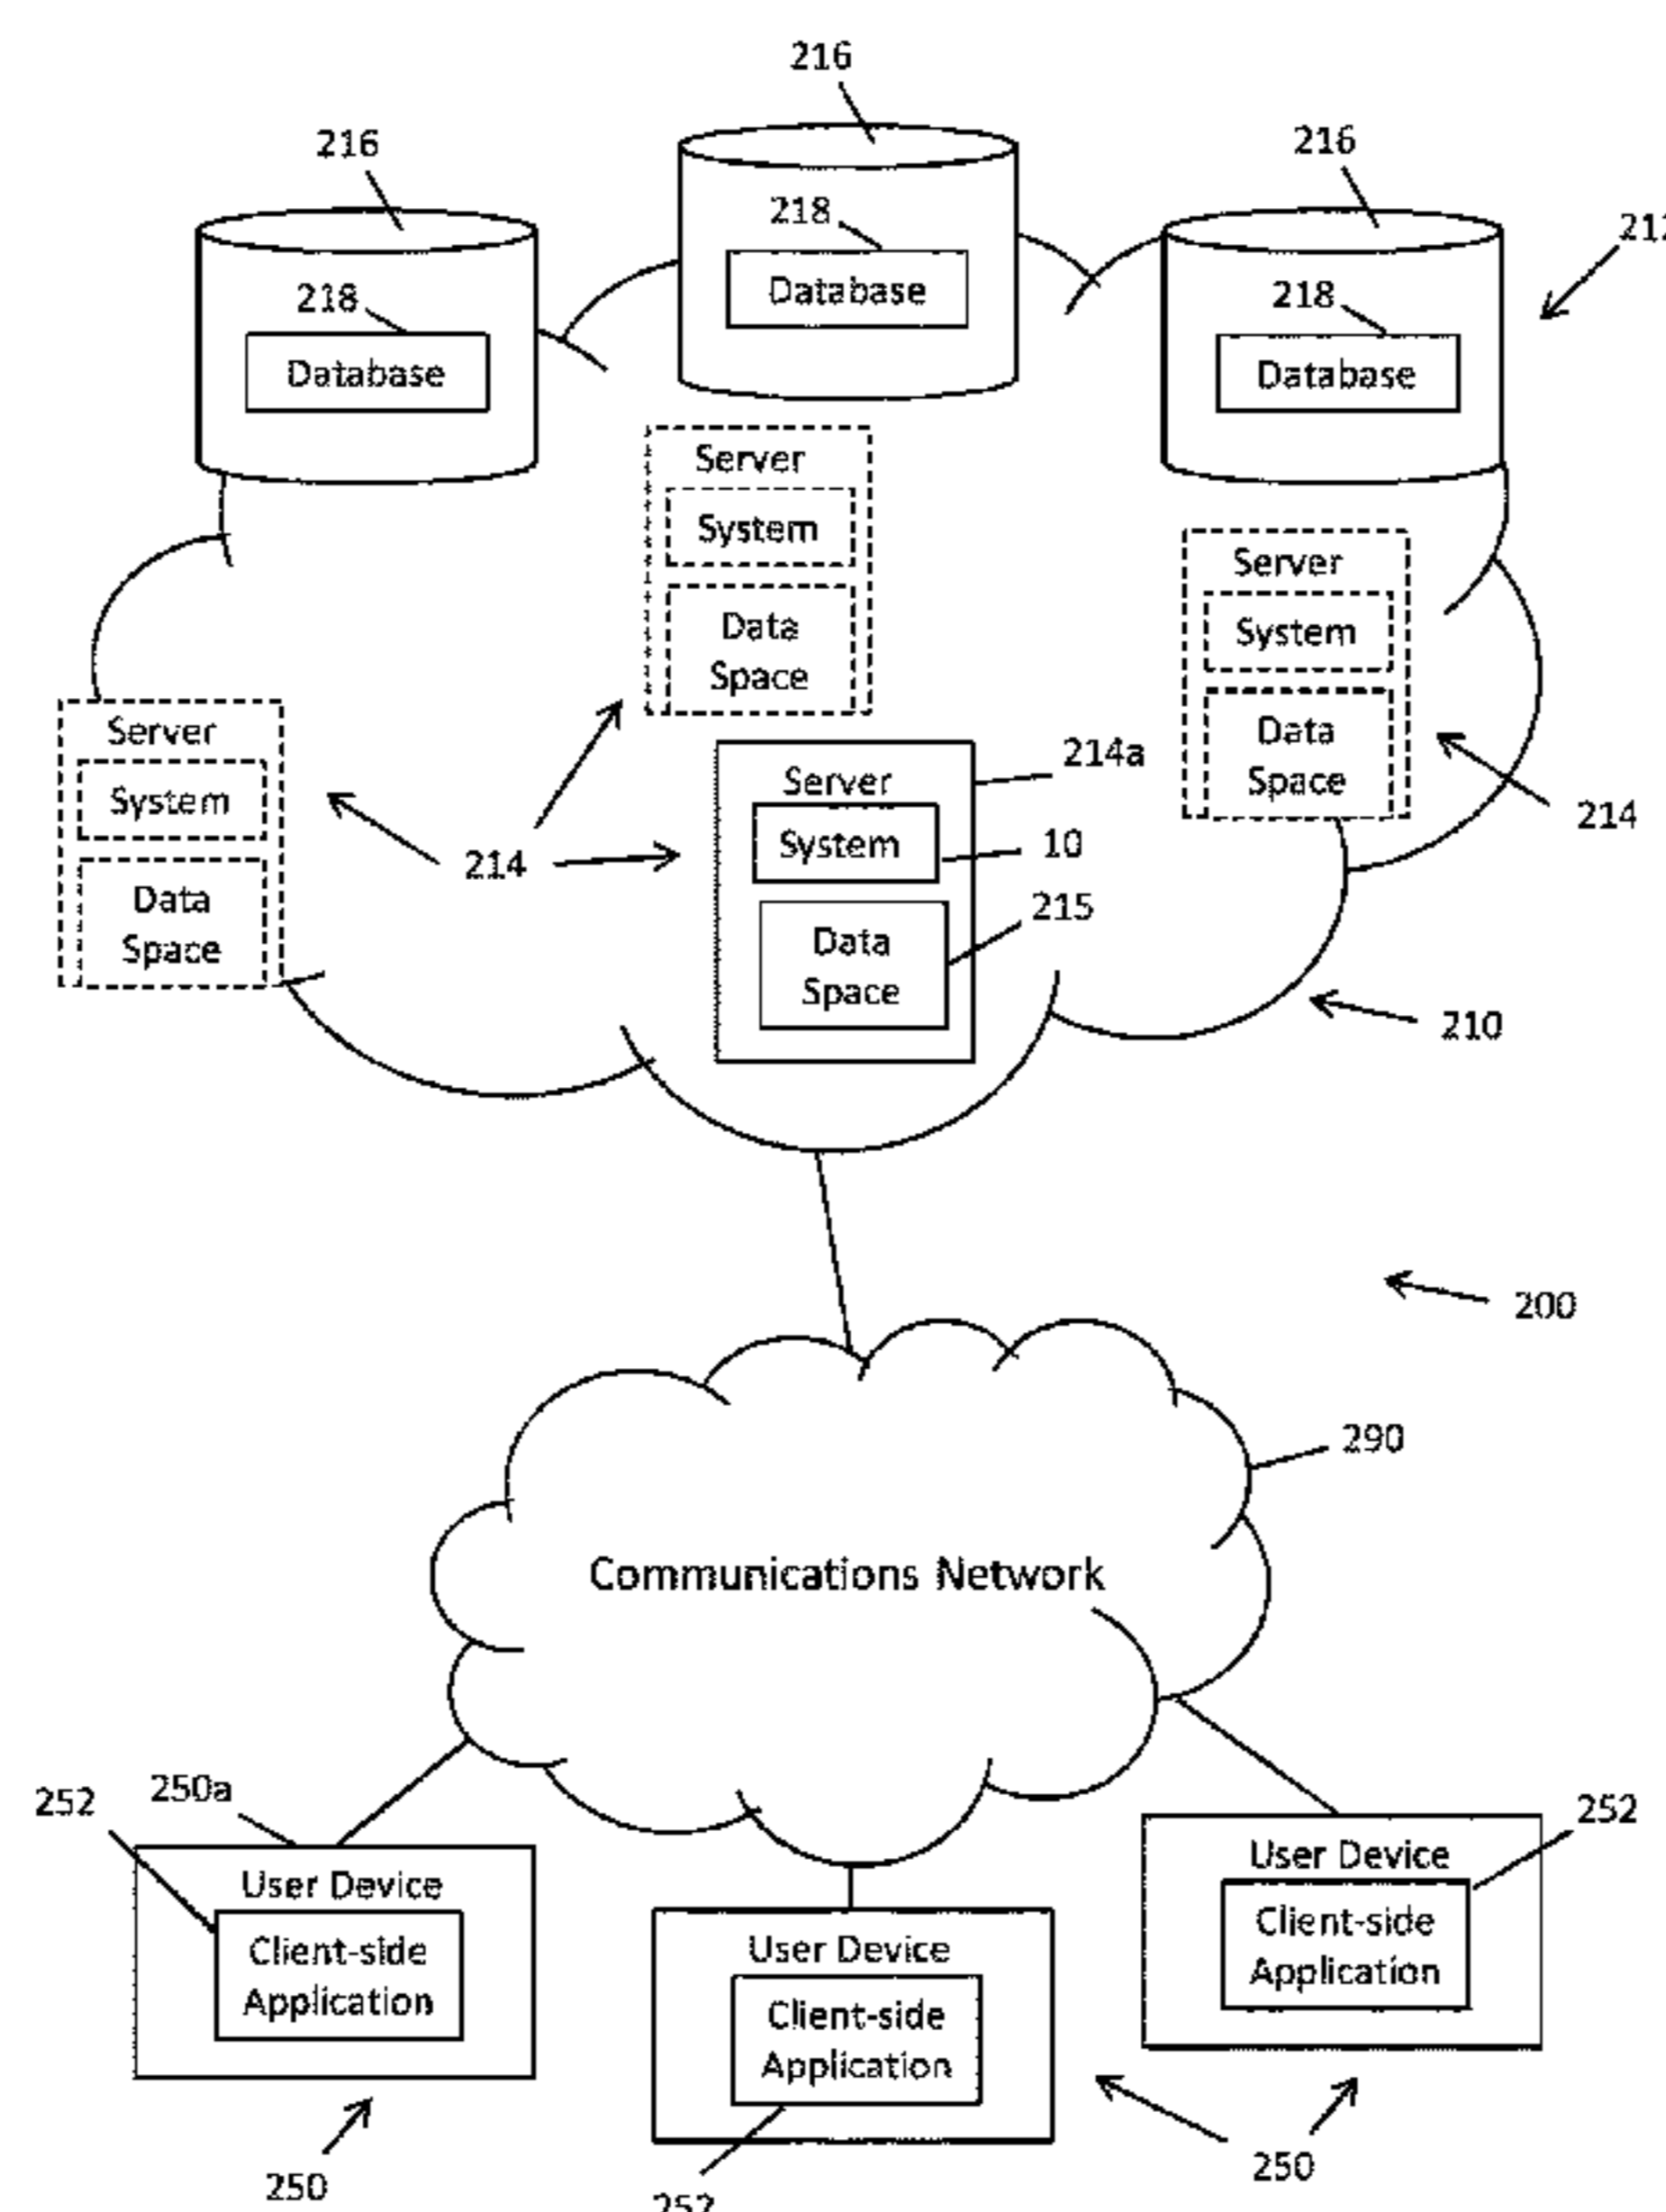 216
216
216
218
Database
212
218
Database
218
Database
Server
System
Data
Space
Server
System
Data
Space
Server
System
Data
Space
214
214a
Server
System
10
215
Data
Space
214
210
200
290
Communications Network
252
250a
User Device
Client-side
Application
User Device
Client-side
Application
252
User Device
Client-side
Application
250
252
250